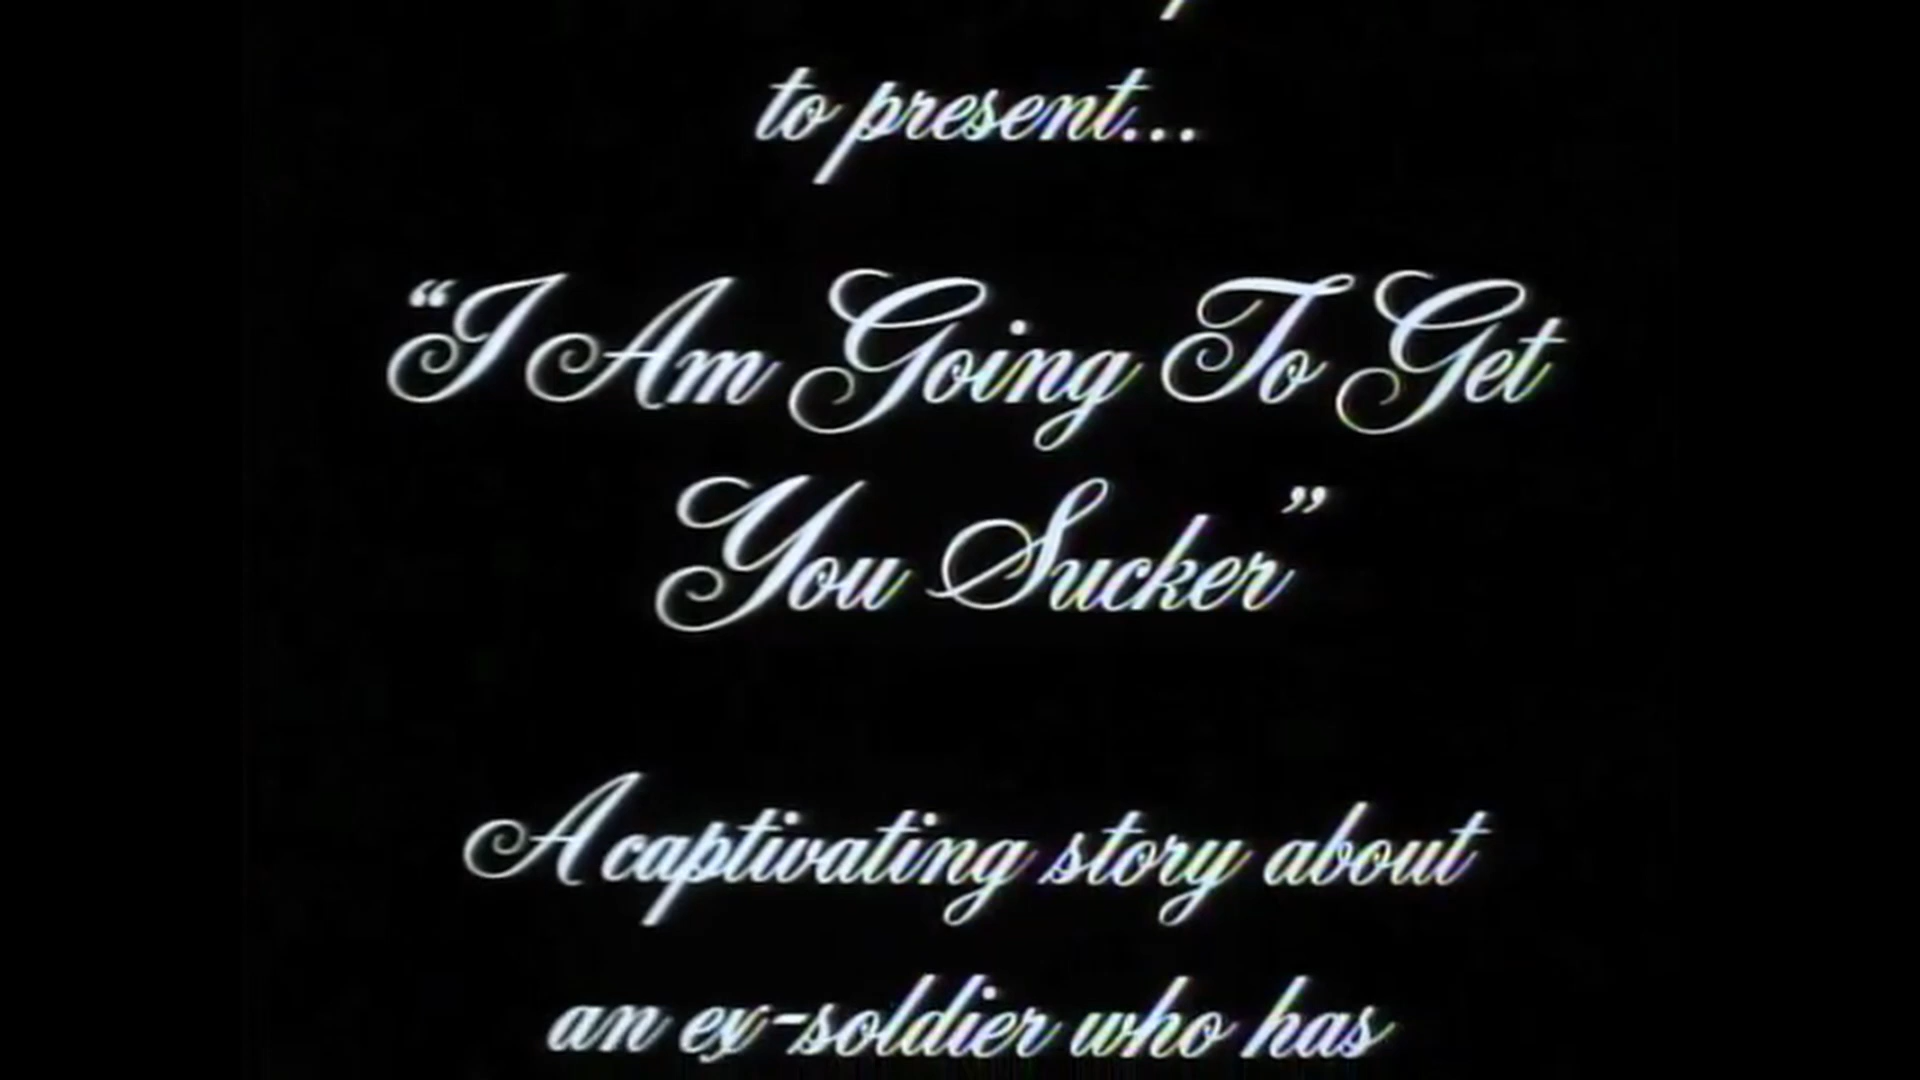 to present...
“I Am Going To Get
You Sucker”
A captivating story about
an ex-soldier who has